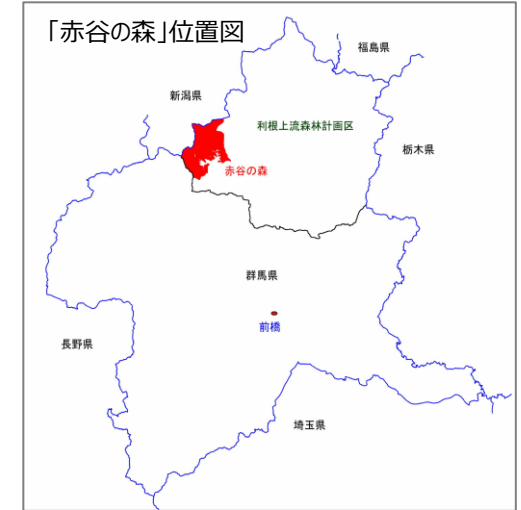 「赤谷の森」位置図
福島県
新潟県
利根上流森林計画区
栃木県
赤谷の森
群馬県
前橋
長野県
埼玉県